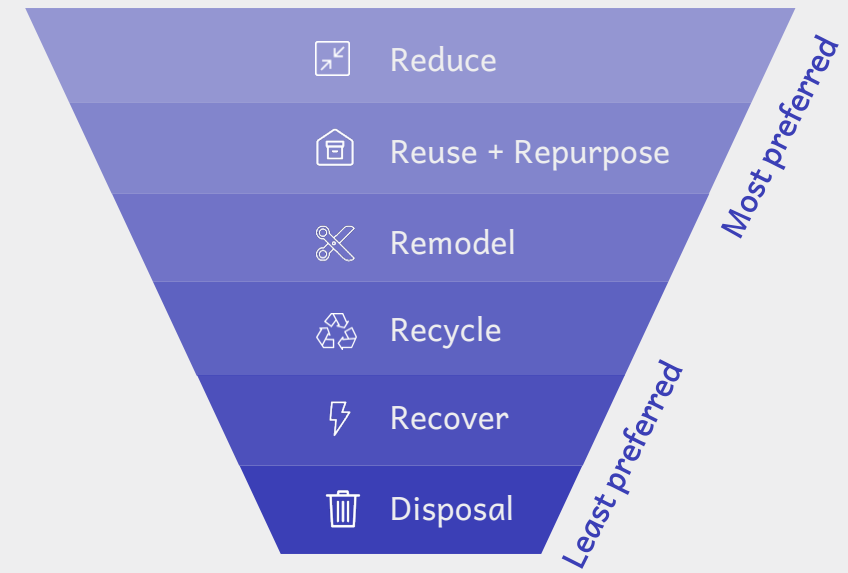 Reduce
Reuse + Repurpose
Remodel
Recycle
Recover
Disposal
Most preferred
Least preferred